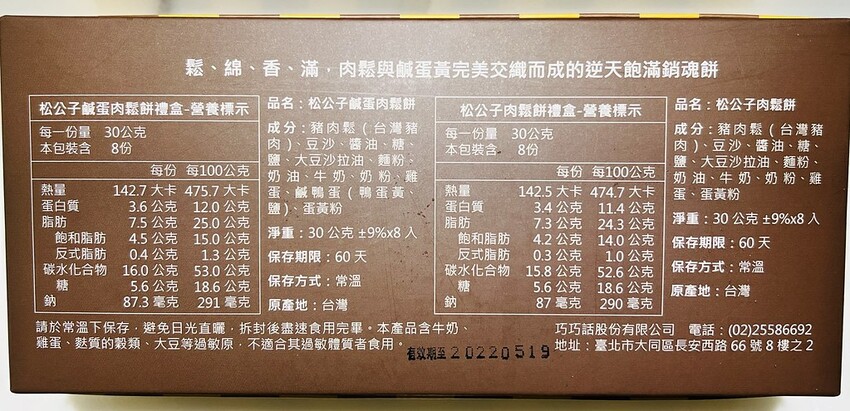 鬆、綿、香、滿，肉鬆與鹹蛋黃完美交織而成的逆天飽滿銷魂餅
松公子鹹蛋肉鬆餅禮盒-營養標示
每一份量 30公克
本包裝含 8份
每份 每100公克
熱量 142.7 大卡 475.7 大卡
蛋白質 3.6 公克 12.0 公克
脂肪 7.5 公克 25.0 公克
飽和脂肪 4.5 公克 15.0 公克
反式脂肪 0.4 公克 1.3 公克
碳水化合物 16.0 公克 53.0 公克
糖 5.6 公克 18.6 公克
鈉 87.3 毫克 291 毫克
品名：松公子鹹蛋肉鬆餅
成分：豬肉鬆(台灣豬
肉)、豆沙、醬油、糖、
鹽、大豆沙拉油、麵粉、
奶油、牛奶、奶粉、雞
蛋、鹹鴨蛋(鴨蛋黃、
鹽)、蛋黃粉
淨重：30 公克 ±9%x8 入
保存期限：60 天
保存方式：常溫
原產地：台灣
松公子肉鬆餅禮盒-營養標示
每一份量 30公克
本包裝含 8份
每份 每100公克
熱量 142.5 大卡 474.7 大卡
蛋白質 3.4 公克 11.4 公克
脂肪 7.3 公克 24.3 公克
飽和脂肪 4.2 公克 14.0 公克
反式脂肪 0.3 公克 1.0 公克
碳水化合物 15.8 公克 52.6 公克
糖 5.6 公克 18.6 公克
鈉 87 毫克 290 毫克
品名：松公子肉鬆餅
成分：豬肉鬆(台灣豬
肉)、豆沙、醬油、糖、
鹽、大豆沙拉油、麵粉、
奶油、牛奶、奶粉、雞
蛋、蛋黃粉
淨重：30 公克 ±9%x8 入
保存期限：60 天
保存方式：常溫
原產地：台灣
請於常溫下保存，避免日光直曬，拆封後盡速食用完畢。本產品含牛奶、
雞蛋、麩質的穀類、大豆等過敏原，不適合其過敏體質者食用。
有效期至20220519
巧巧話股份有限公司 電話：(02)25586692
地址：臺北市大同區長安西路 66 號 8 樓之 2